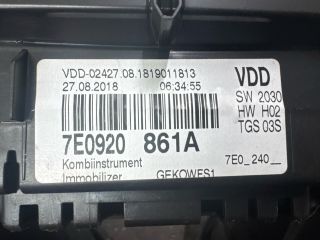 VDD-02427.08.1819011813
27.08.2018 06:34:55
VDD
SW 2030
HW H02
TGS 03S
7E0920 861A
Kombiinstrument 7E0_240__
Immobilizer GEKOWES1